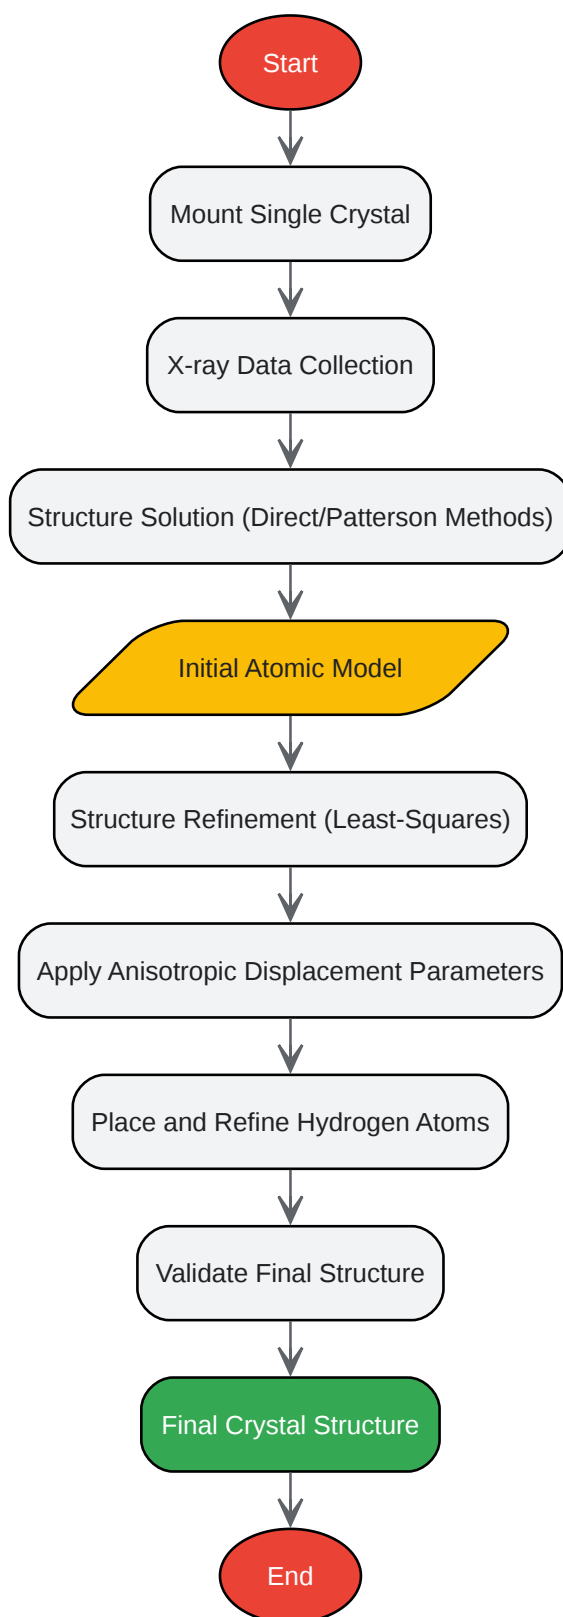 Start
Mount Single Crystal
X-ray Data Collection
Structure Solution (Direct/Patterson Methods)
Initial Atomic Model
Structure Refinement (Least-Squares)
Apply Anisotropic Displacement Parameters
Place and Refine Hydrogen Atoms
Validate Final Structure
Final Crystal Structure
End